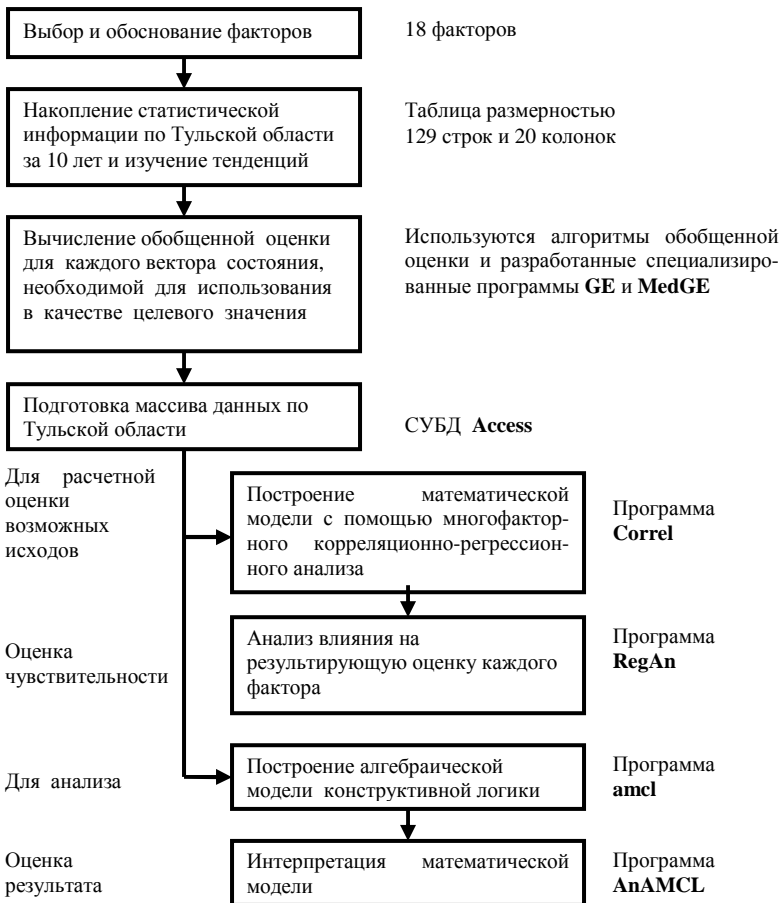 Выбор и обоснование факторов
18 факторов
Накопление статистической
информации по Тульской области
за 10 лет и изучение тенденций
Таблица размерностью
129 строк и 20 колонок
Вычисление обобщенной оценки
для каждого вектора состояния,
необходимой для использования
в качестве целевого значения
Используются алгоритмы обобщенной
оценки и разработанные специализиро-
ванные программы GE и MedGE
Подготовка массива данных по
Тульской области
СУБД Access
Для расчетной
оценки
возможных
исходов
Построение математической
модели с помощью многофактор-
ного корреляционно-регрессион-
ного анализа
Программа
Correl
Оценка
чувствительности
Анализ влияния на
результирующую оценку каждого
фактора
Программа
RegAn
Для анализа
Построение алгебраической
модели конструктивной логики
Программа
amcl
Оценка
результата
Интерпретация математической
модели
Программа
AnAMCL